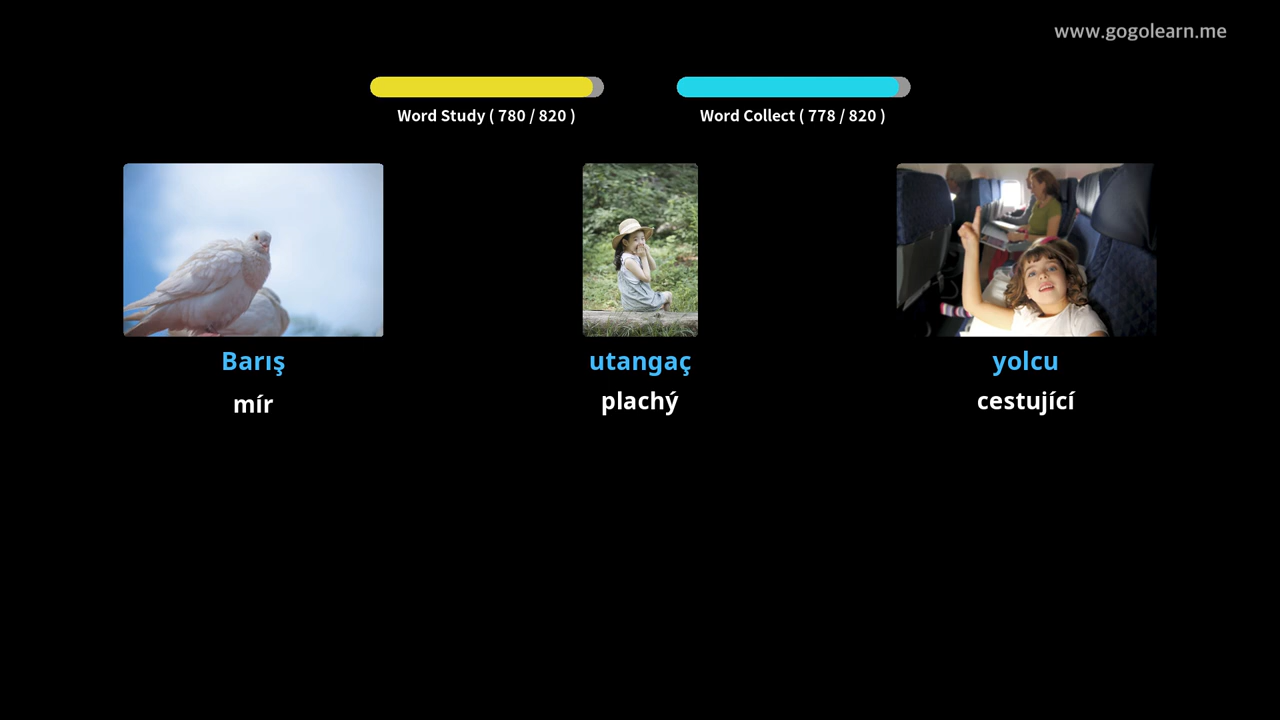 www.gogolearn.me
Word Study ( 780 / 820 )
Word Collect ( 778 / 820 )
Barış
utangaç
yolcu
mír
plachý
cestující